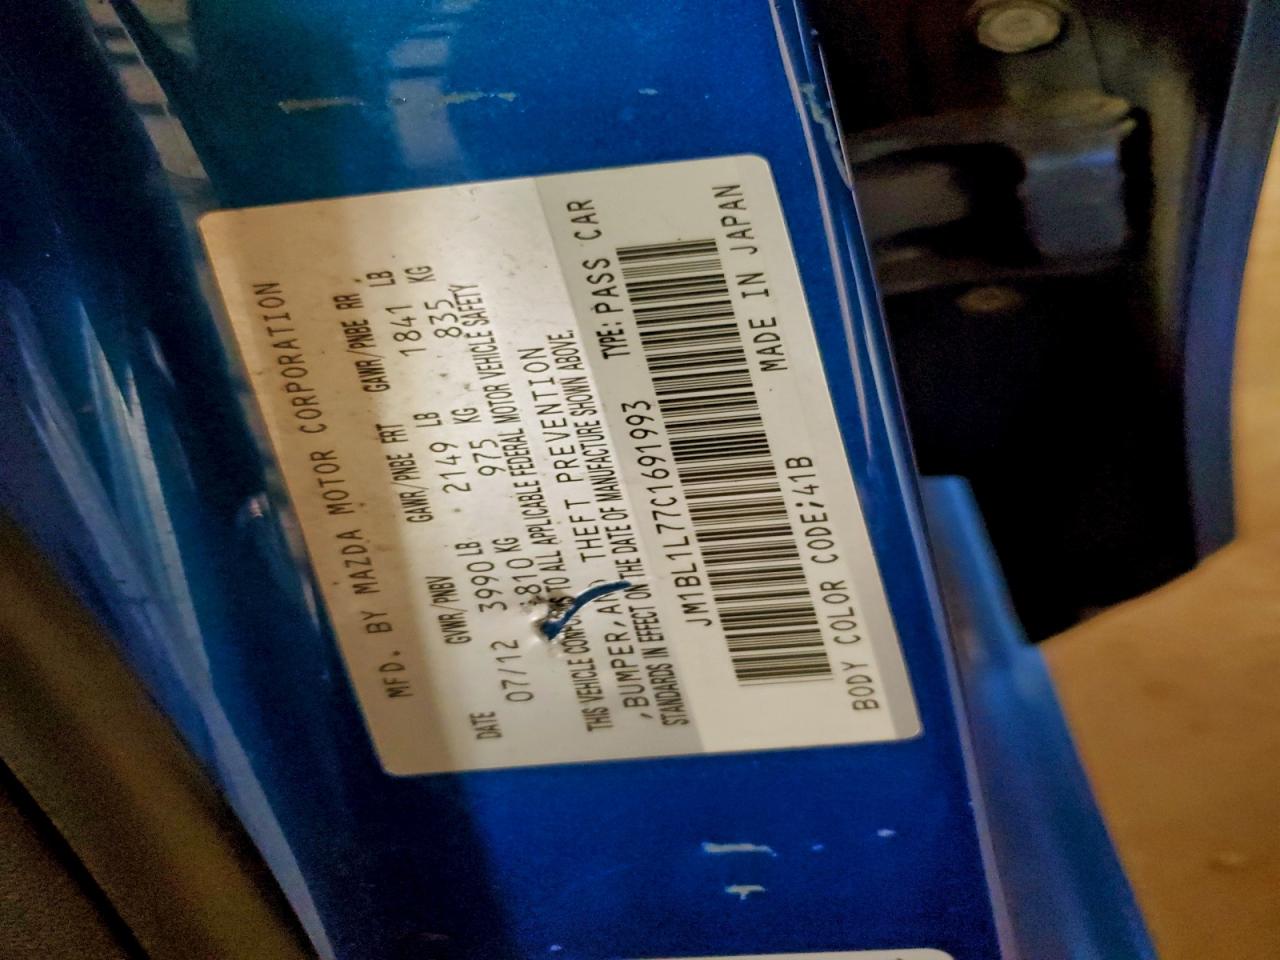 MFD. BY MAZDA MOTOR CORPORATION
GVWR/PNBV GAWR/PNBE FRT GAWR/PNBE RR
DATE 07/12 3990 LB 2149 LB 1841 LB
1810 KG 975 KG 835 KG
THIS VEHICLE CONFORMS TO ALL APPLICABLE FEDERAL MOTOR VEHICLE SAFETY
,BUMPER,AND THEFT PREVENTION
STANDARDS IN EFFECT ON THE DATE OF MANUFACTURE SHOWN ABOVE.
JM1BL1L77C1691993 TYPE: PASS CAR
BODY COLOR CODE;41B MADE IN JAPAN